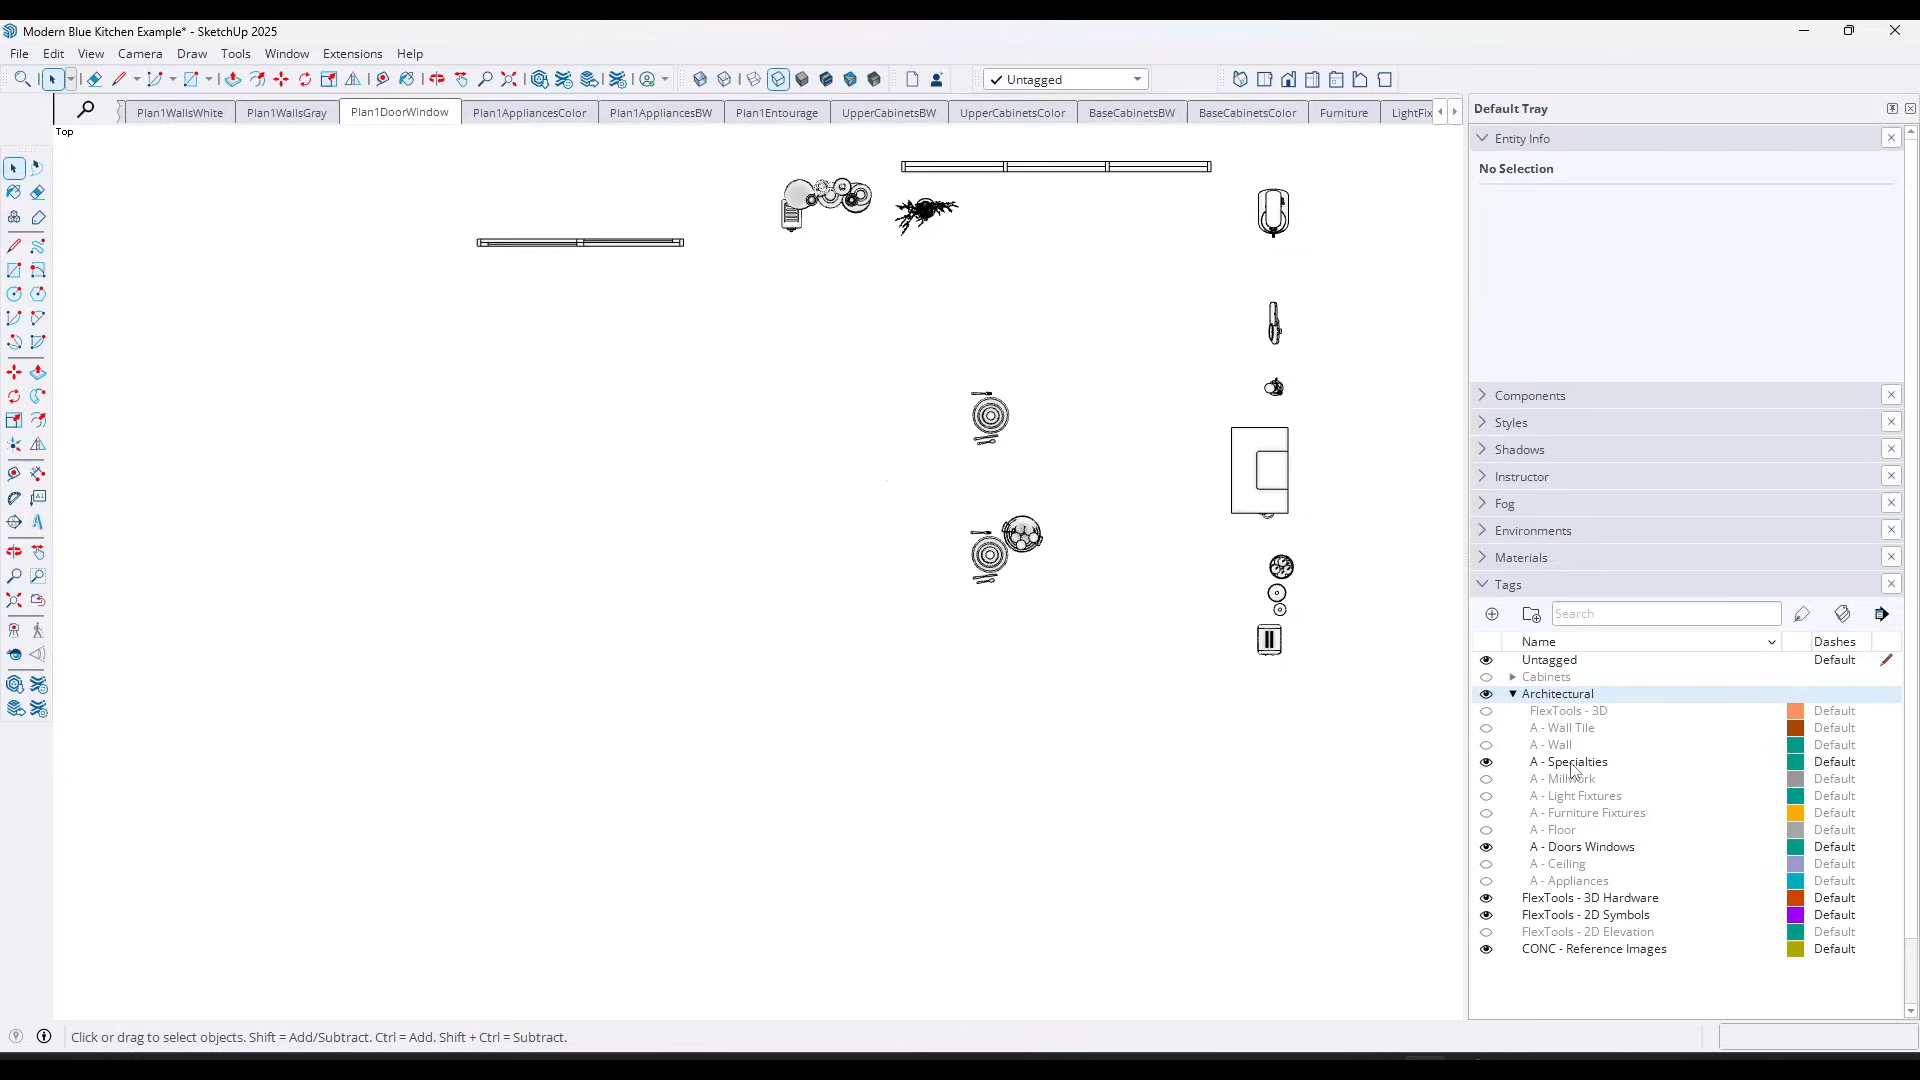 Modern Blue Kitchen Example* - SketchUp 2025
File Edit View Camera Draw Tools Window Extensions Help
Untagged
Plan1WallsWhite Plan1WallsGray Plan1DoorWindow Plan1AppliancesColor Plan1AppliancesBW Plan1Entourage UpperCabinetsBW UpperCabinetsColor BaseCabinetsBW BaseCabinetsColor Furniture LightFix
Top
Default Tray
Entity Info
No Selection
Components
Styles
Shadows
Instructor
Fog
Environments
Materials
Tags
Search
Name Dashes
Untagged Default
Cabinets
Architectural
FlexTools - 3D Default
A - Wall Tile Default
A - Wall Default
A - Specialties Default
A - Millwork Default
A - Light Fixtures Default
A - Furniture Fixtures Default
A - Floor Default
A - Doors Windows Default
A - Ceiling Default
A - Appliances Default
FlexTools - 3D Hardware Default
FlexTools - 2D Symbols Default
FlexTools - 2D Elevation Default
CONC - Reference Images Default
Click or drag to select objects. Shift = Add/Subtract. Ctrl = Add. Shift + Ctrl = Subtract.